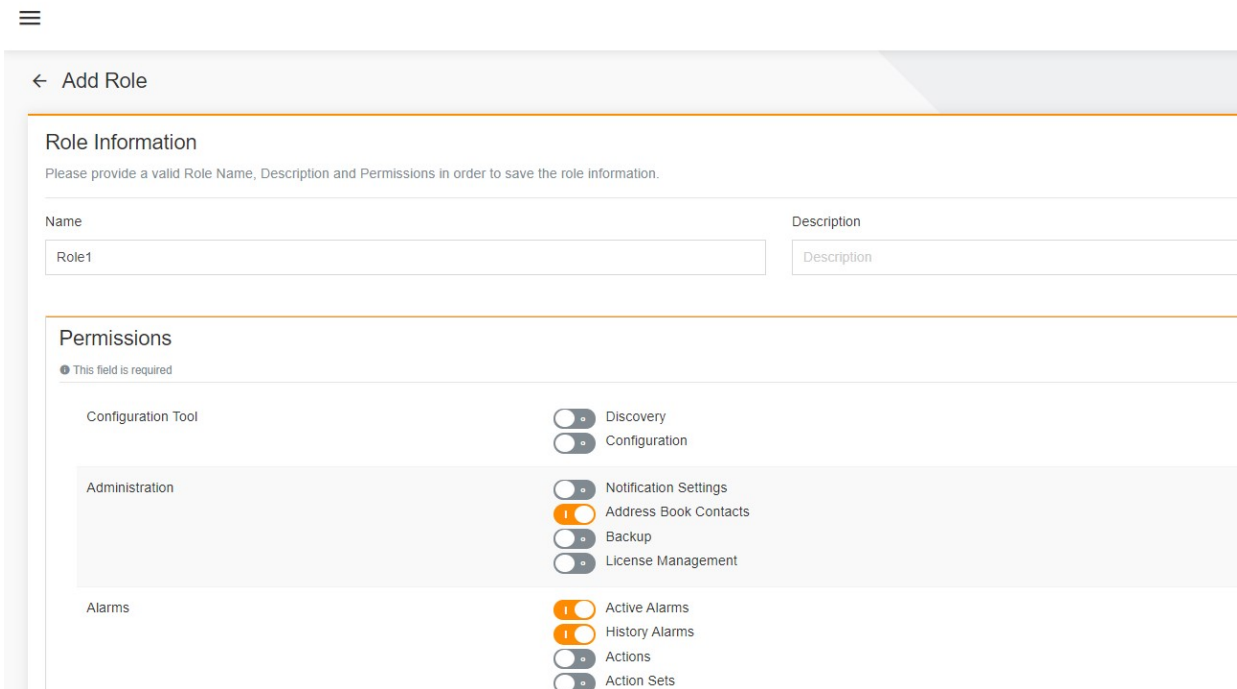 Add Role
Role Information
Please provide a valid Role Name, Description and Permissions in order to save the role information.
Name
Description
Role1
Description
Permissions
This field is required
Configuration Tool
Discovery
Configuration
Administration
Notification Settings
Address Book Contacts
Backup
License Management
Alarms
Active Alarms
History Alarms
Actions
Action Sets